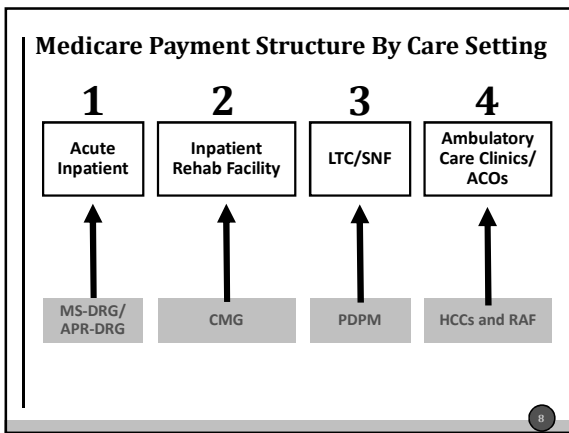 Medicare Payment Structure By Care Setting
1
2
3
4
Acute
Inpatient
Inpatient
Rehab Facility
LTC/SNF
Ambulatory
Care Clinics/
ACOs
MS-DRG/
APR-DRG
CMG
PDPM
HCCs and RAF
8